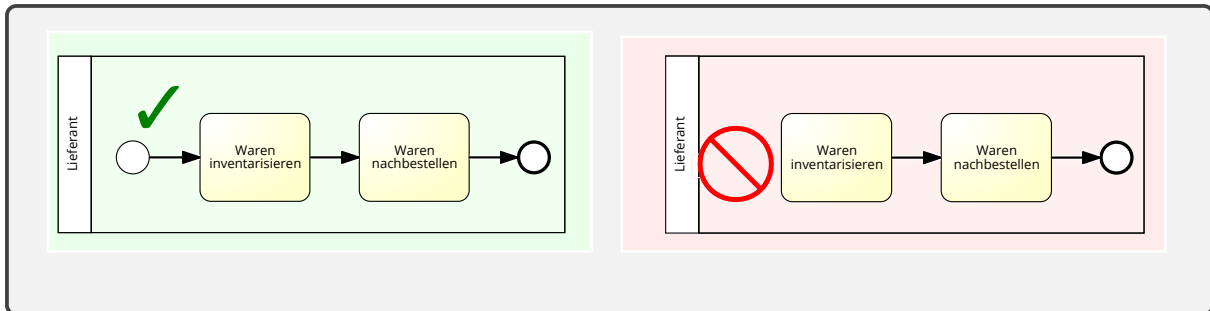 Lieferant
Waren
inventarisieren
Waren
nachbestellen
Lieferant
Waren
inventarisieren
Waren
nachbestellen